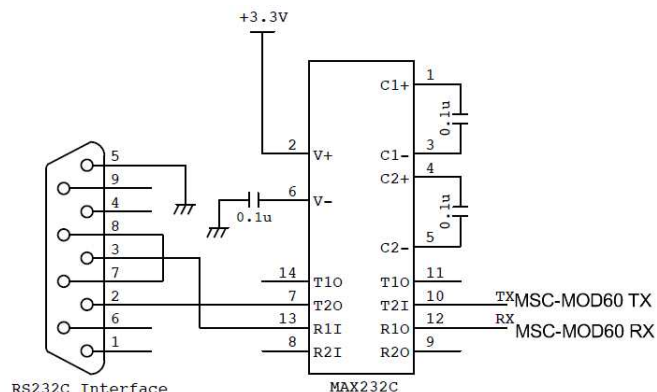 +3.3V
1
C1+
0.1u
2
V+
3
C1-
4
C2+
5
9
6
V-
0.1u
0.1u
4
8
3
5
C2-
7
14
T1O
T1O
11
2
7
T2O
T2I
10
TX
MSC-MOD60 TX
13
R1I
R1O
12
RX
MSC-MOD60 RX
6
8
R2I
R2O
9
1
RS232C Interface
MAX232C